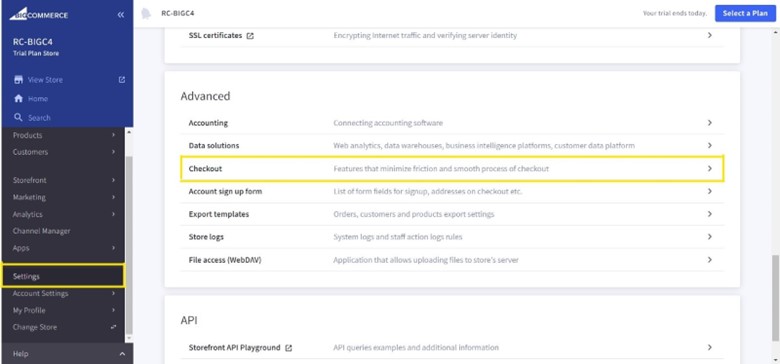 BIGCOMMERCE
«
RC-BIGC4
Your trial ends today.
Select a Plan
RC-BIGC4
Trial Plan Store
View Store
Home
Search
Products
Customers
Storefront
Marketing
Analytics
Channel Manager
Apps
Settings
Account Settings
My Profile
Change Store
Help
SSL certificates Encrypting internet traffic and verifying server identity
Advanced
Accounting Connecting accounting software
Data solutions Web analytics, data warehouses, business intelligence platforms, customer data platform
Checkout Features that minimize friction and smooth process of checkout
Account sign up form List of form fields for signup, addresses on checkout etc.
Export templates Orders, customers and products export settings
Store logs System logs and staff action logs rules
File access (WebDAV) Application that allows uploading files to store's server
API
Storefront API Playground API queries examples and additional information